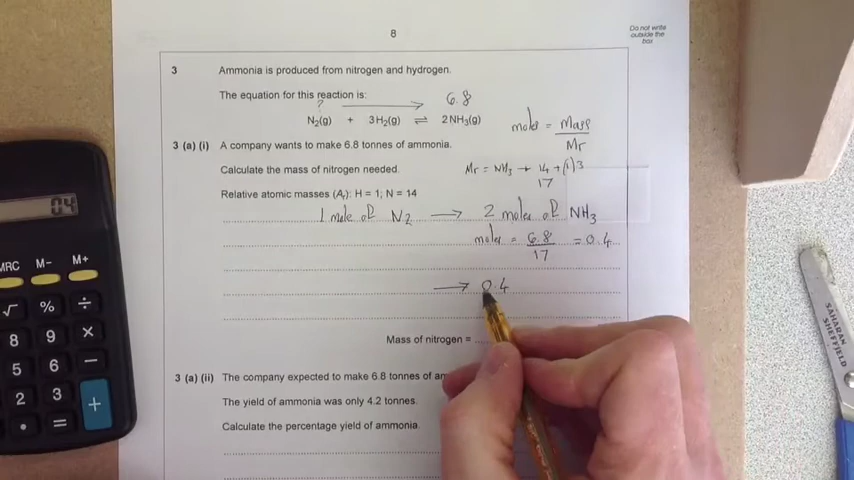 8
Do not write
outside the
box
3 Ammonia is produced from nitrogen and hydrogen.
The equation for this reaction is:
? → 6.8
N₂(g) + 3H₂(g) ⇌ 2NH₃(g)
moles = Mass
Mr
3 (a) (i) A company wants to make 6.8 tonnes of ammonia.
Calculate the mass of nitrogen needed.
Mr = NH₃ → 14 + (1)3
17
Relative atomic masses (Aᵣ): H = 1; N = 14
1 mole of N₂ → 2 moles of NH₃
moles = 6.8 = 0.4
17
→ 0.4
Mass of nitrogen =
3 (a) (ii) The company expected to make 6.8 tonnes of am
The yield of ammonia was only 4.2 tonnes.
Calculate the percentage yield of ammonia.
04
MRC M− M+
√ % ÷
8 9 ×
5 6 −
2 3 +
• =
SAHARA
SHEFFIELD